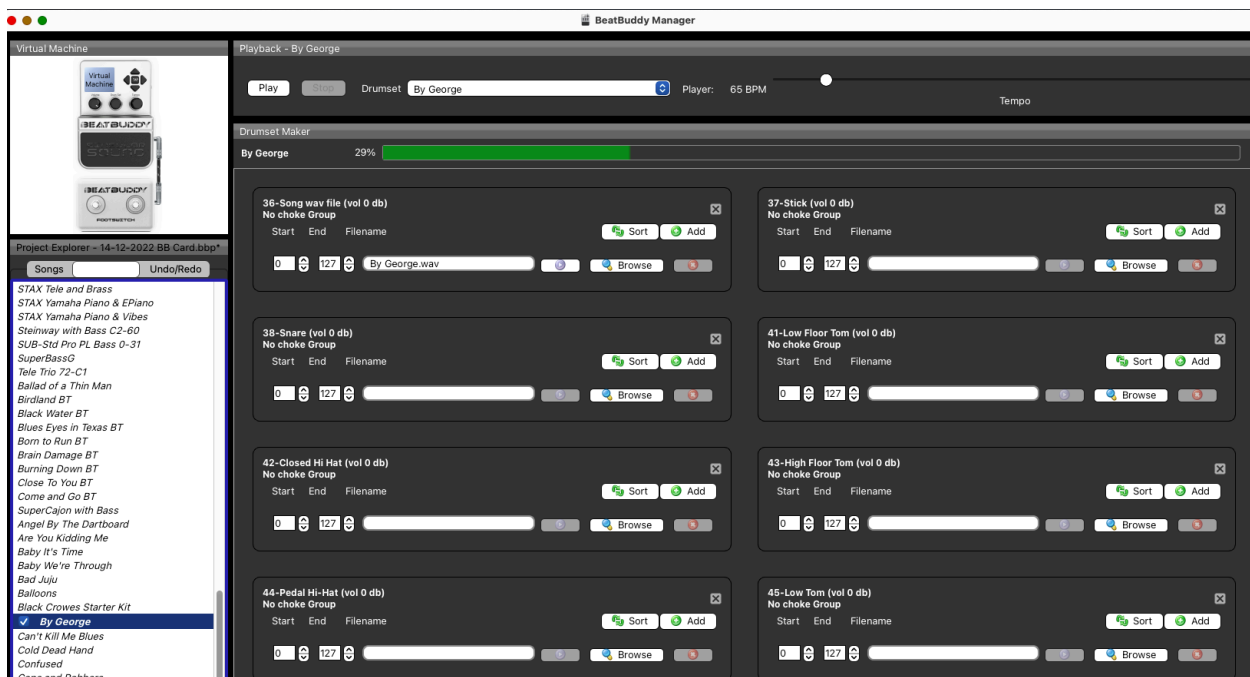 BeatBuddy Manager
Virtual Machine
Virtual
Machine
BEATBUDDY
BEATBUDDY
FOOTSWITCH
Project Explorer - 14-12-2022 BB Card.bbp*
Songs Undo/Redo
STAX Tele and Brass
STAX Yamaha Piano & EPiano
STAX Yamaha Piano & Vibes
Steinway with Bass C2-60
SUB-Std Pro PL Bass 0-31
SuperBassG
Tele Trio 72-C1
Ballad of a Thin Man
Birdland BT
Black Water BT
Blues Eyes in Texas BT
Born to Run BT
Brain Damage BT
Burning Down BT
Close To You BT
Come and Go BT
SuperCajon with Bass
Angel By The Dartboard
Are You Kidding Me
Baby It's Time
Baby We're Through
Bad Juju
Balloons
Black Crowes Starter Kit
By George
Can't Kill Me Blues
Cold Dead Hand
Confused
Playback - By George
Play Stop Drumset By George Player: 65 BPM
Tempo
Drumset Maker
By George 29%
36-Song wav file (vol 0 db)
No choke Group
Start End Filename Sort Add
0 127 By George.wav Browse
37-Stick (vol 0 db)
No choke Group
Start End Filename Sort Add
0 127 Browse
38-Snare (vol 0 db)
No choke Group
Start End Filename Sort Add
0 127 Browse
41-Low Floor Tom (vol 0 db)
No choke Group
Start End Filename Sort Add
0 127 Browse
42-Closed Hi Hat (vol 0 db)
No choke Group
Start End Filename Sort Add
0 127 Browse
43-High Floor Tom (vol 0 db)
No choke Group
Start End Filename Sort Add
0 127 Browse
44-Pedal Hi-Hat (vol 0 db)
No choke Group
Start End Filename Sort Add
0 127 Browse
45-Low Tom (vol 0 db)
No choke Group
Start End Filename Sort Add
0 127 Browse